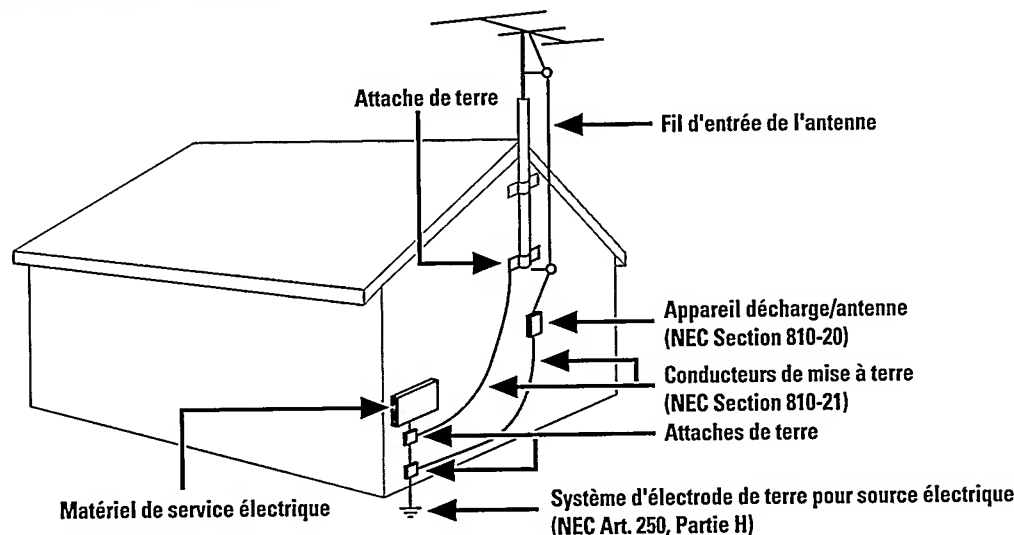 Attache de terre
Fil d'entrée de l'antenne
Appareil décharge/antenne
(NEC Section 810-20)
Conducteurs de mise à terre
(NEC Section 810-21)
Attaches de terre
Matériel de service électrique
Système d'électrode de terre pour source électrique
(NEC Art. 250, Partie H)